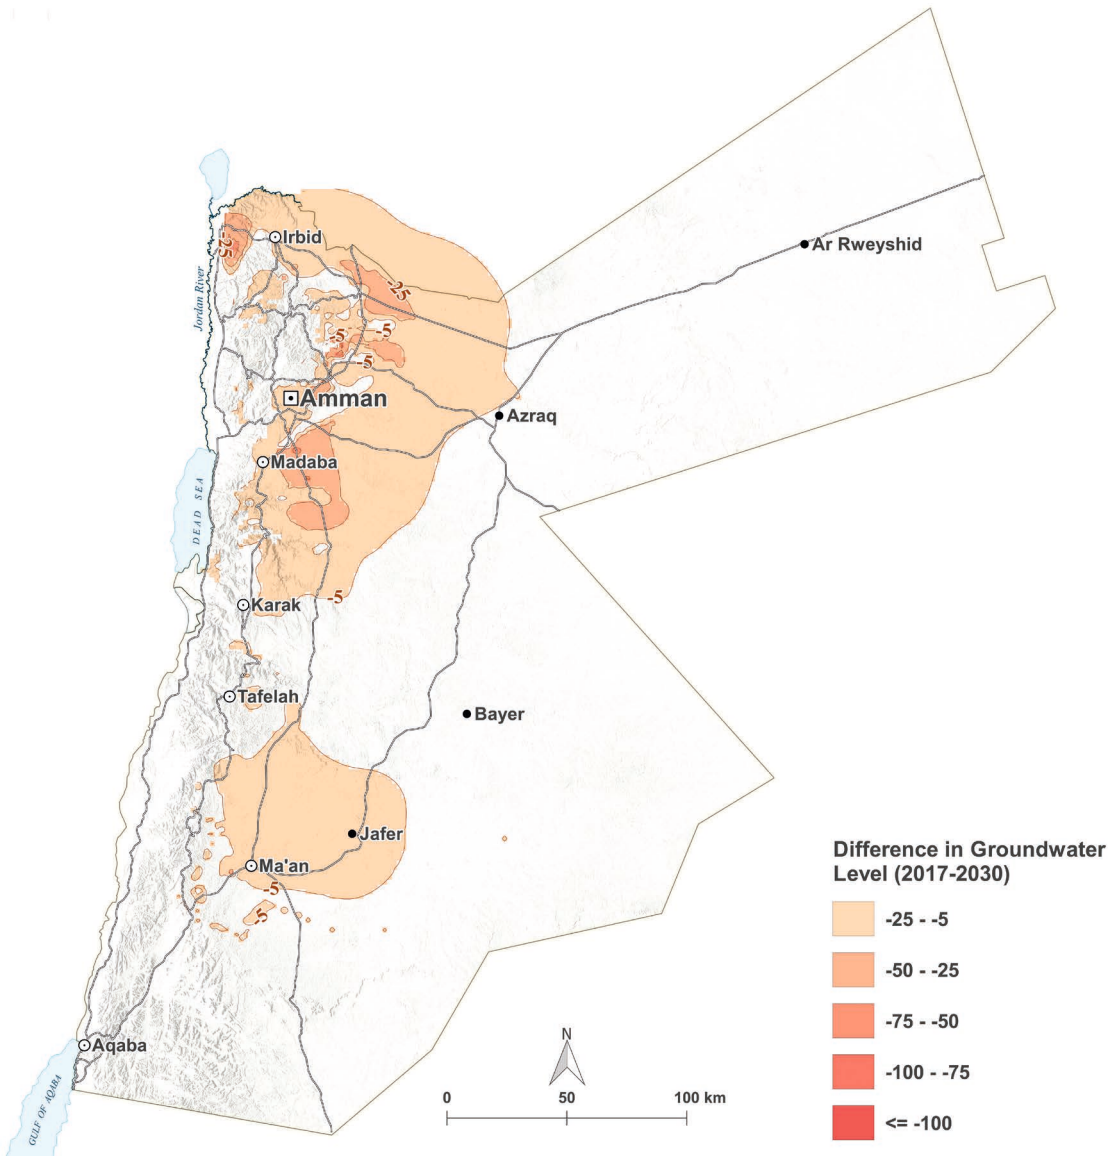 Irbid
-25
Jordan River
-25
-5
-5
-5
Ar Rweyshid
Amman
Azraq
Madaba
DEAD SEA
-5
Karak
Tafelah
Bayer
Jafer
Ma'an
-5
-5
Aqaba
GULF OF AQABA
N
0 50 100 km
Difference in Groundwater
Level (2017-2030)
-25 - -5
-50 - -25
-75 - -50
-100 - -75
<= -100